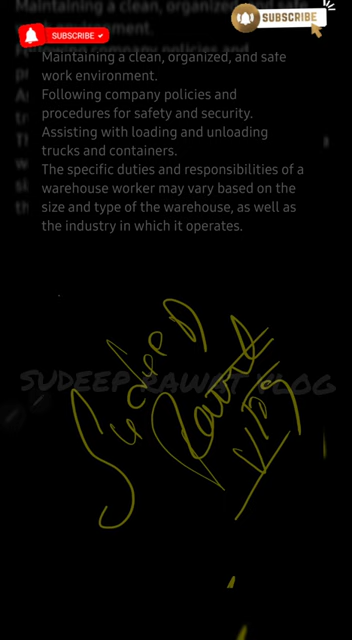 SUBSCRIBE
SUBSCRIBE
Maintaining a clean, organized, and safe
work environment.
Following company policies and
procedures for safety and security.
Assisting with loading and unloading
trucks and containers.
The specific duties and responsibilities of a
warehouse worker may vary based on the
size and type of the warehouse, as well as
the industry in which it operates.
SUDEEP RAWAT VLOG
Sudeep
Rawat
Vlog